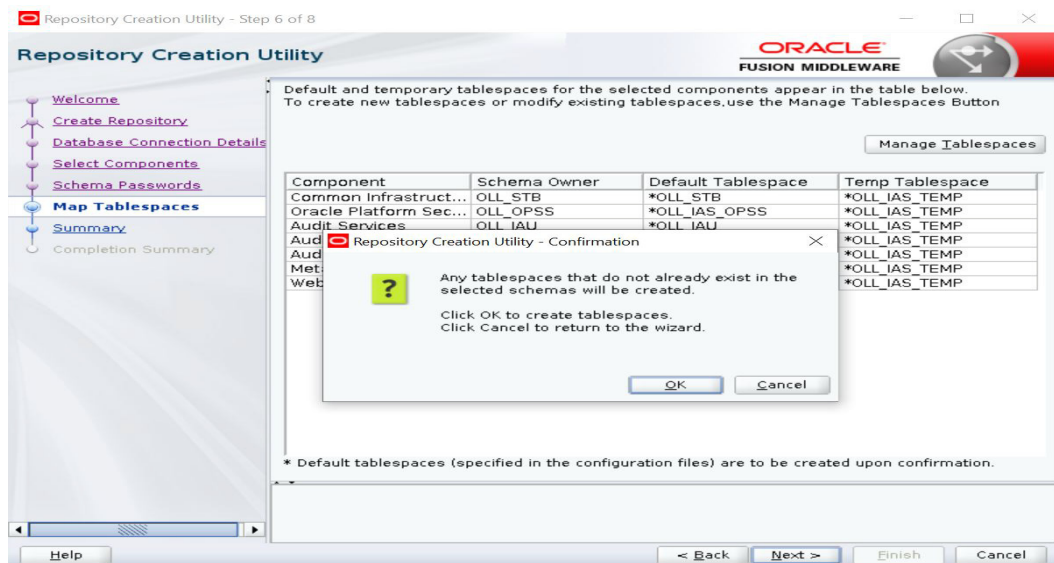 Repository Creation Utility - Step 6 of 8
Repository Creation Utility
ORACLE
FUSION MIDDLEWARE
Welcome
Create Repository
Database Connection Details
Select Components
Schema Passwords
Map Tablespaces
Summary
Completion Summary
Default and temporary tablespaces for the selected components appear in the table below.
To create new tablespaces or modify existing tablespaces,use the Manage Tablespaces Button
Manage Tablespaces
Component Schema Owner Default Tablespace Temp Tablespace
Common Infrastruct... OLL_STB *OLL_STB *OLL_IAS_TEMP
Oracle Platform Sec... OLL_OPSS *OLL_IAS_OPSS *OLL_IAS_TEMP
Audit Services OLL_IAU *OLL_IAU *OLL_IAS_TEMP
Aud *OLL_IAS_TEMP
Aud *OLL_IAS_TEMP
Met *OLL_IAS_TEMP
Web *OLL_IAS_TEMP
Repository Creation Utility - Confirmation
?
Any tablespaces that do not already exist in the
selected schemas will be created.
Click OK to create tablespaces.
Click Cancel to return to the wizard.
OK Cancel
* Default tablespaces (specified in the configuration files) are to be created upon confirmation.
Help < Back Next > Finish Cancel